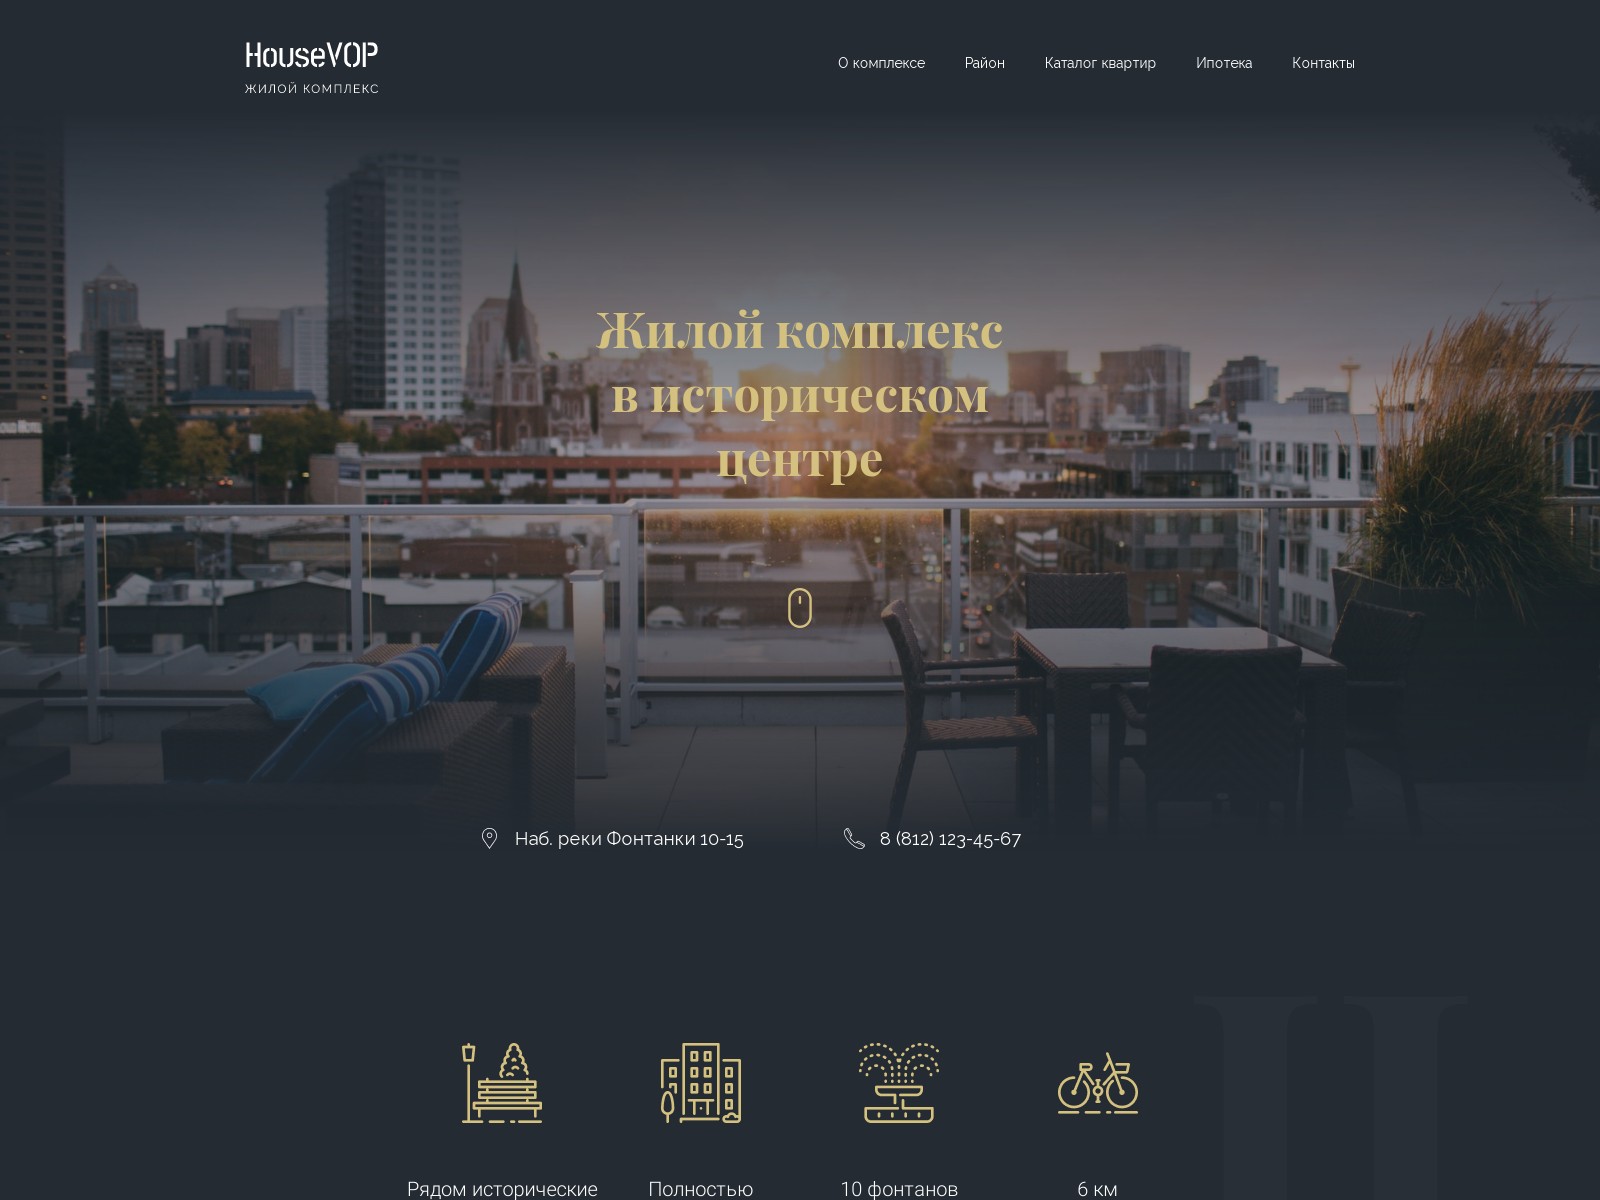 HouseVOP
ЖИЛОЙ КОМПЛЕКС
О комплексе
Район
Каталог квартир
Ипотека
Контакты
Жилой комплекс
в историческом
центре
Наб. реки Фонтанки 10-15
8 (812) 123-45-67
Рядом исторические
Полностью
10 фонтанов
6 км